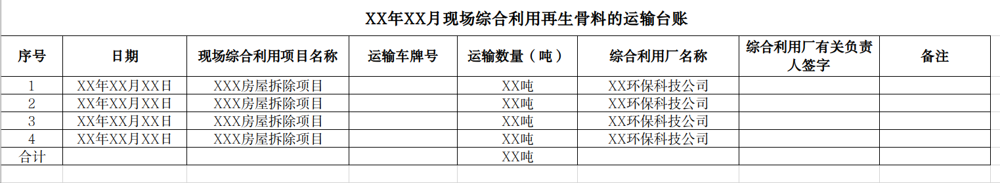 XX年XX月现场综合利用再生骨料的运输台账
序号 日期 现场综合利用项目名称 运输车牌号 运输数量（吨） 综合利用厂名称 综合利用厂有关负责人签字 备注
1 XX年XX月XX日 XXX房屋拆除项目 XX吨 XX环保科技公司
2 XX年XX月XX日 XXX房屋拆除项目 XX吨 XX环保科技公司
3 XX年XX月XX日 XXX房屋拆除项目 XX吨 XX环保科技公司
4 XX年XX月XX日 XXX房屋拆除项目 XX吨 XX环保科技公司
合计 XX吨